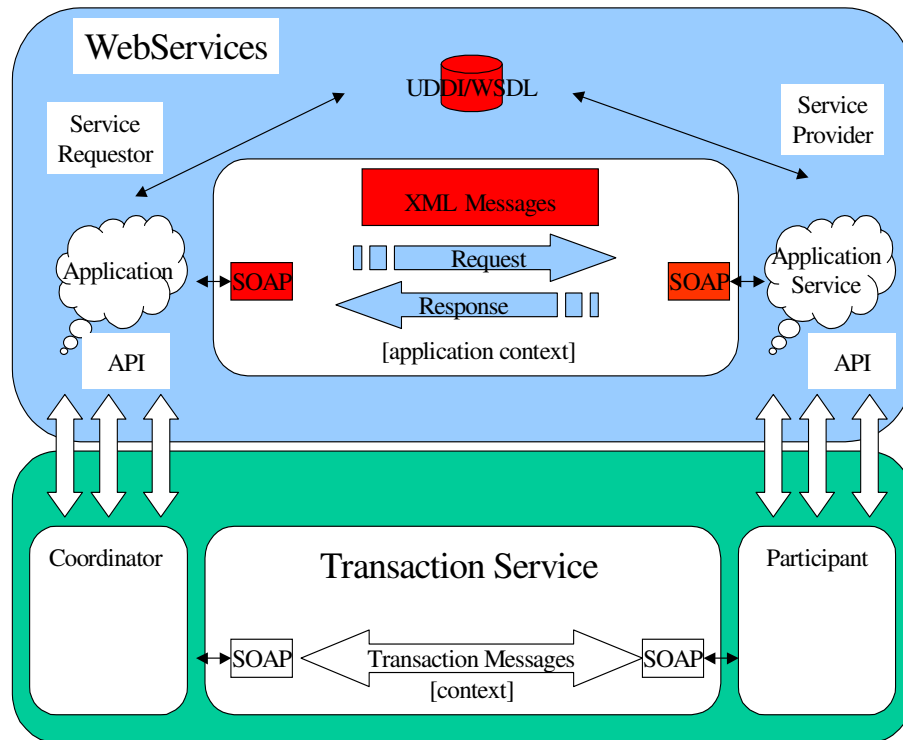 WebServices
UDDI/WSDL
Service
Requestor
Service
Provider
XML Messages
Application
SOAP
Request
SOAP
Application
Service
Response
[application context]
API
API
Coordinator
Transaction Service
Participant
SOAP
Transaction Messages
SOAP
[context]